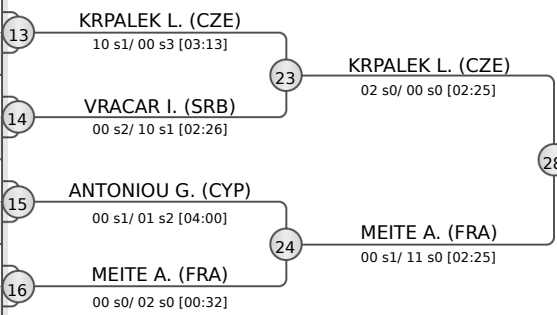 13
KRPALEK L. (CZE)
10 s1/ 00 s3 [03:13]
23
KRPALEK L. (CZE)
02 s0/ 00 s0 [02:25]
14
VRACAR I. (SRB)
00 s2/ 10 s1 [02:26]
28
15
ANTONIOU G. (CYP)
00 s1/ 01 s2 [04:00]
24
MEITE A. (FRA)
00 s1/ 11 s0 [02:25]
16
MEITE A. (FRA)
00 s0/ 02 s0 [00:32]